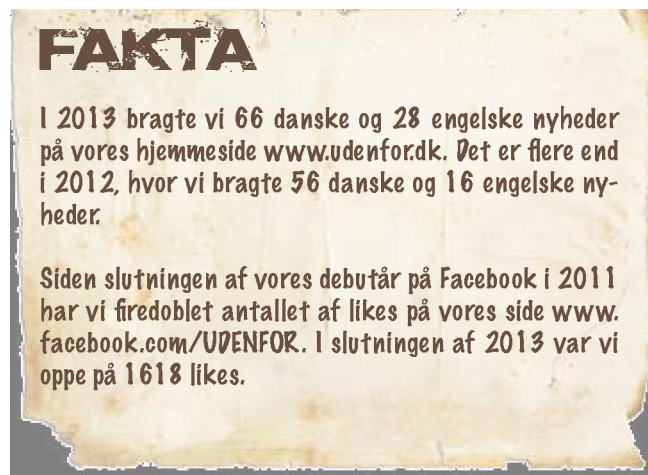 FAKTA
I 2013 bragte vi 66 danske og 28 engelske nyheder
på vores hjemmeside www.udenfor.dk. Det er flere end
i 2012, hvor vi bragte 56 danske og 16 engelske ny-
heder.
Siden slutningen af vores debutår på Facebook i 2011
har vi firedoblet antallet af likes på vores side www.
facebook.com/UDENFOR. I slutningen af 2013 var vi
oppe på 1618 likes.